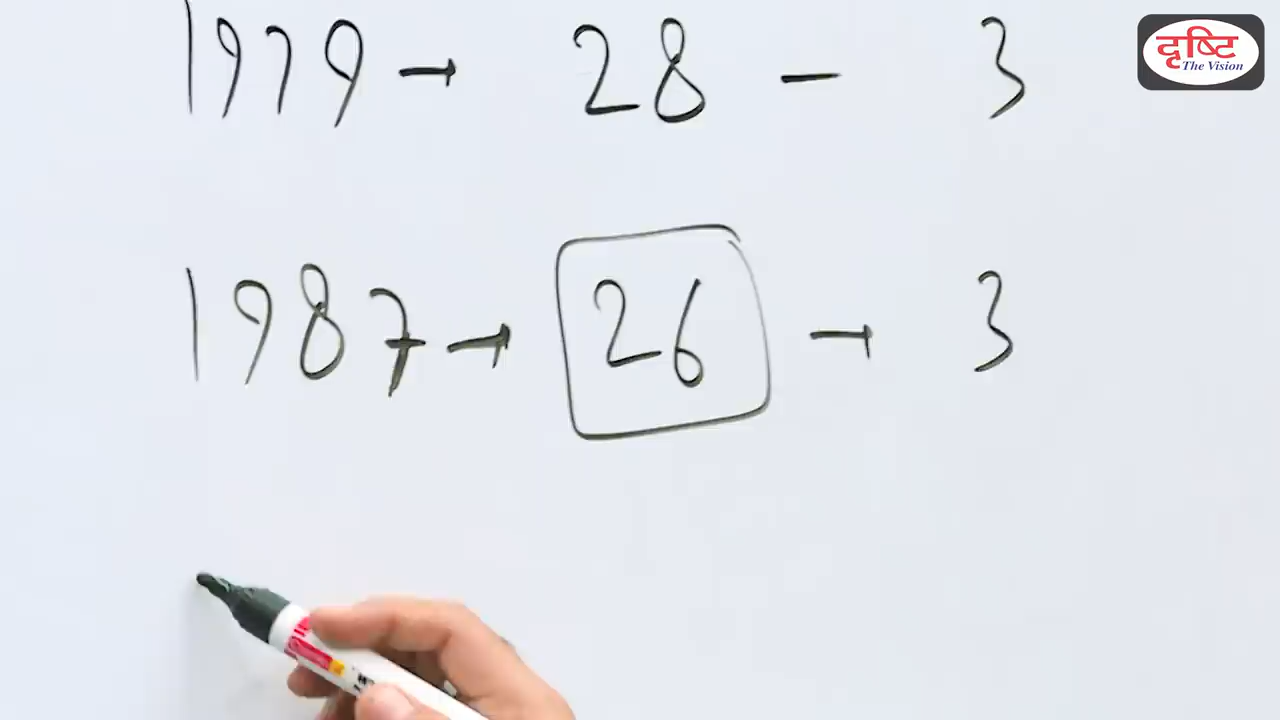 1979 → 28 - 3
दृष्टि
The Vision
1987 → 26 → 3